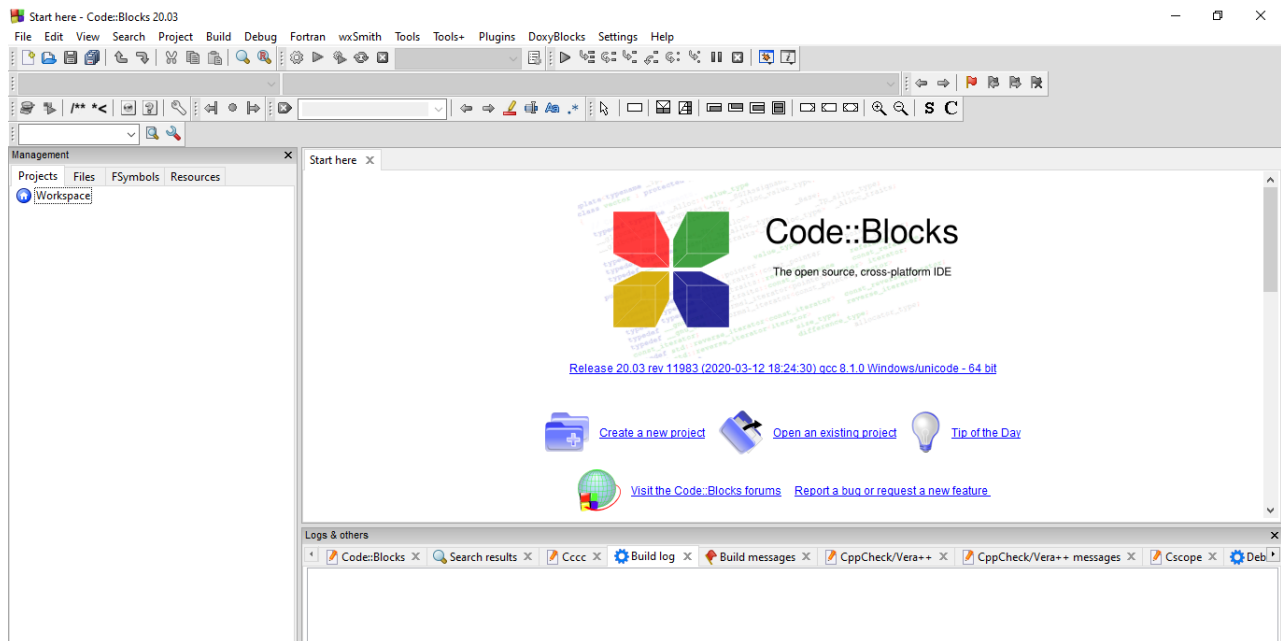 Start here - Code::Blocks 20.03
File Edit View Search Project Build Debug Fortran wxSmith Tools Tools+ Plugins DoxyBlocks Settings Help
/** *<
S C
Management
Projects Files FSymbols Resources
Workspace
Start here
Code::Blocks
The open source, cross-platform IDE
Release 20.03 rev 11983 (2020-03-12 18:24:30) gcc 8.1.0 Windows/unicode - 64 bit
Create a new project Open an existing project Tip of the Day
Visit the Code::Blocks forums Report a bug or request a new feature
Logs & others
Code::Blocks Search results Cccc Build log Build messages CppCheck/Vera++ CppCheck/Vera++ messages Cscope Deb